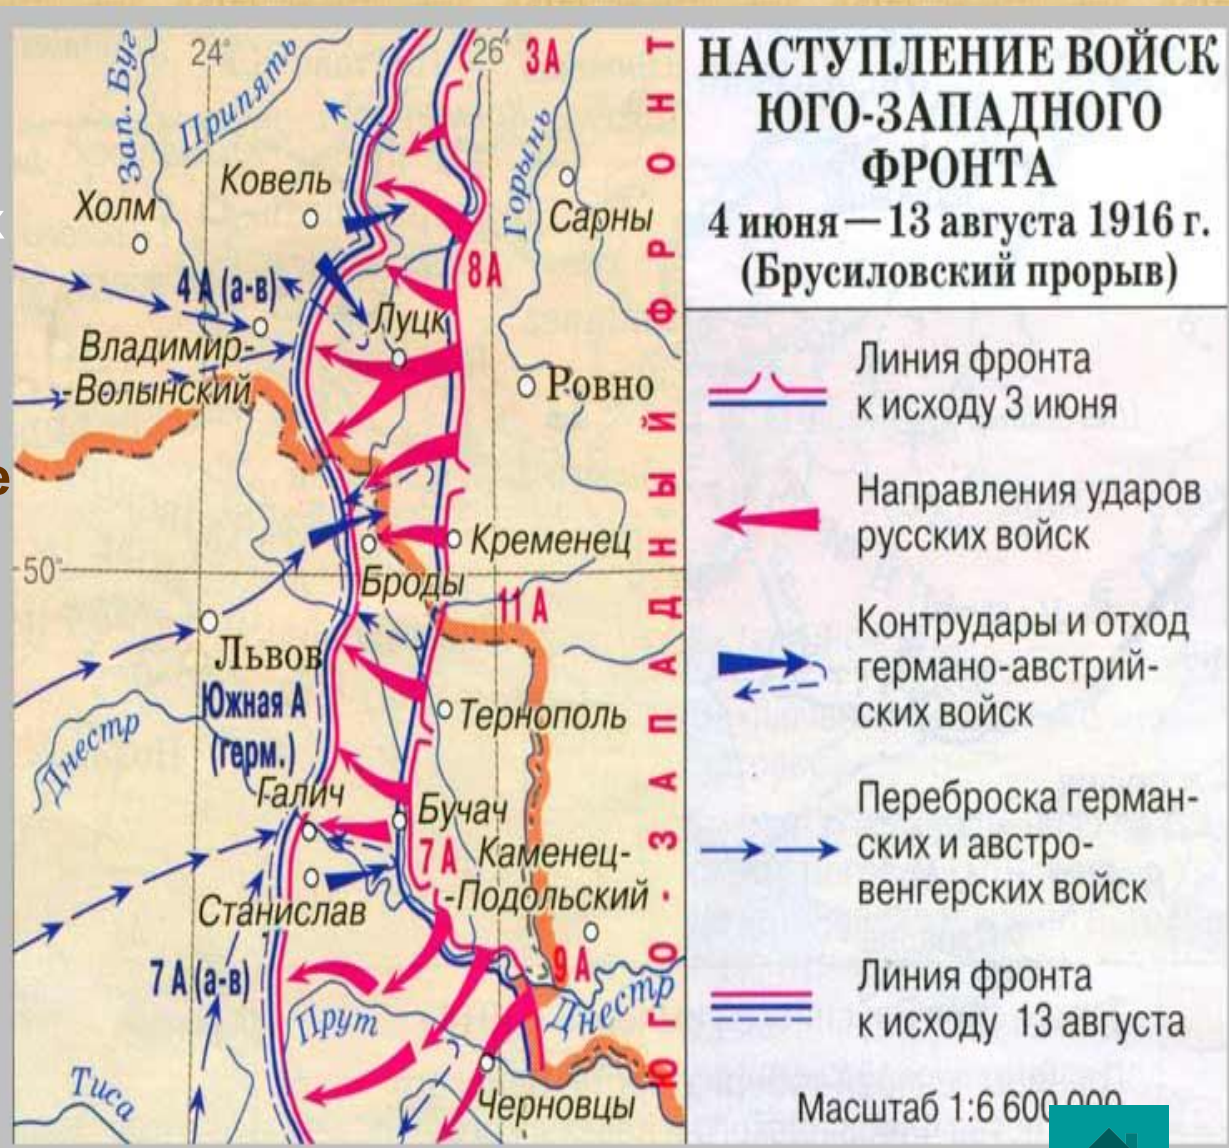 НАСТУПЛЕНИЕ ВОЙСК
ЮГО-ЗАПАДНОГО
ФРОНТА
4 июня — 13 августа 1916 г.
(Брусиловский прорыв)
Линия фронта
к исходу 3 июня
Направления ударов
русских войск
Контрудары и отход
германо-австрий-
ских войск
Переброска герман-
ских и австро-
венгерских войск
Линия фронта
к исходу 13 августа
Масштаб 1:6 600 000
24°
26°
3А
Зап. Буг
Припять
Горынь
Ковель
Холм
Сарны
8А
4 А (а-в)
Луцк
Владимир-
-Волынский
Ровно
Кременец
50°
Броды
11 А
Львов
Южная А
(герм.)
Тернополь
Днестр
Галич
Бучач
7 А
Каменец-
-Подольский
Станислав
7 А (а-в)
9 А
Днестр
Прут
Тиса
Черновцы
ЮГО-ЗАПАДНЫЙ ФРОНТ
е